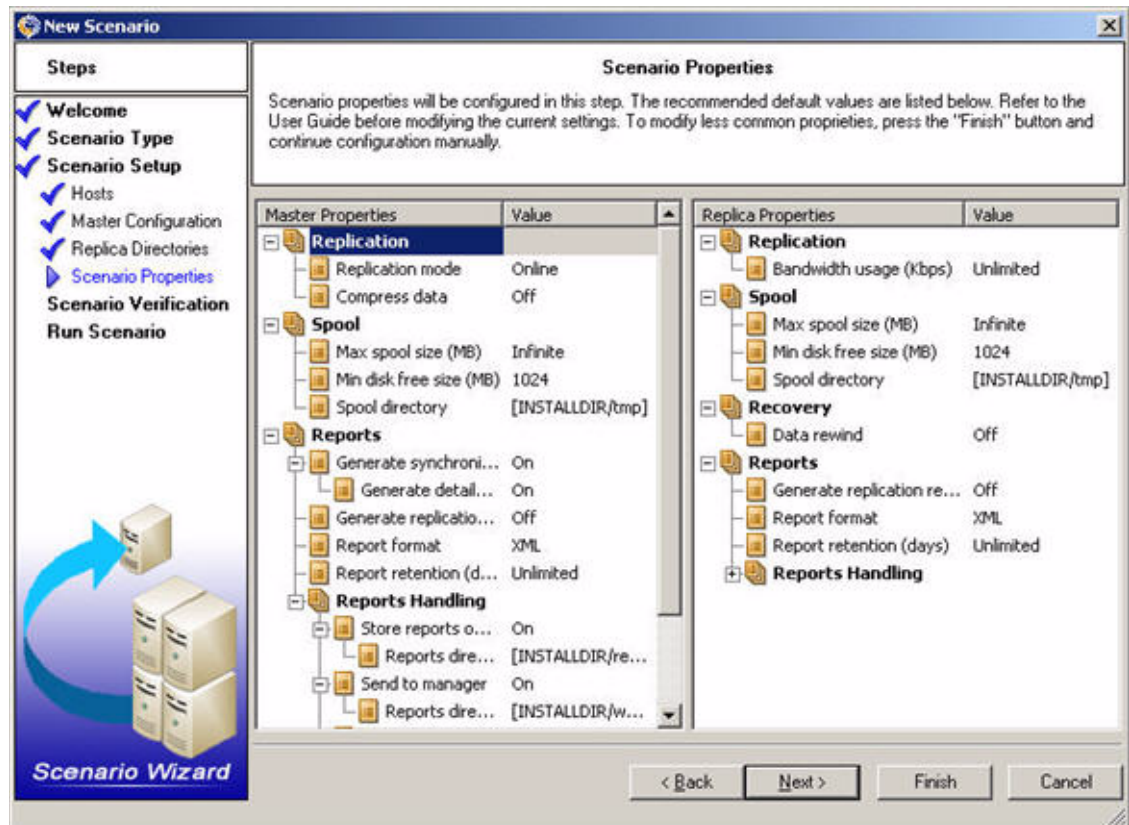 New Scenario
Steps
Welcome
Scenario Type
Scenario Setup
Hosts
Master Configuration
Replica Directories
Scenario Properties
Scenario Verification
Run Scenario
Scenario Wizard
Scenario Properties
Scenario properties will be configured in this step. The recommended default values are listed below. Refer to the
User Guide before modifying the current settings. To modify less common proprieties, press the "Finish" button and
continue configuration manually.
Master Properties Value
Replication
Replication mode Online
Compress data Off
Spool
Max spool size (MB) Infinite
Min disk free size (MB) 1024
Spool directory [INSTALLDIR/tmp]
Reports
Generate synchroni... On
Generate detail... On
Generate replicatio... Off
Report format XML
Report retention (d... Unlimited
Reports Handling
Store reports o... On
Reports dire... [INSTALLDIR/re...
Send to manager On
Reports dire... [INSTALLDIR/w...
Replica Properties Value
Replication
Bandwidth usage (Kbps) Unlimited
Spool
Max spool size (MB) Infinite
Min disk free size (MB) 1024
Spool directory [INSTALLDIR/tmp]
Recovery
Data rewind Off
Reports
Generate replication re... Off
Report format XML
Report retention (days) Unlimited
Reports Handling
< Back Next > Finish Cancel